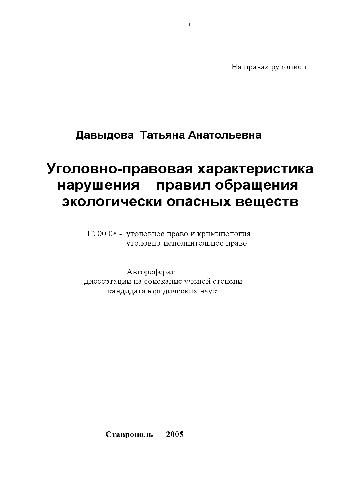 На правах рукописи
Давыдова Татьяна Анатольевна
Уголовно-правовая характеристика
нарушения правил обращения
экологически опасных веществ
12.00.08 - уголовное право и криминология
уголовно-исполнительное право
Автореферат
диссертации на соискание ученой степени
кандидата юридических наук
Ставрополь 2005